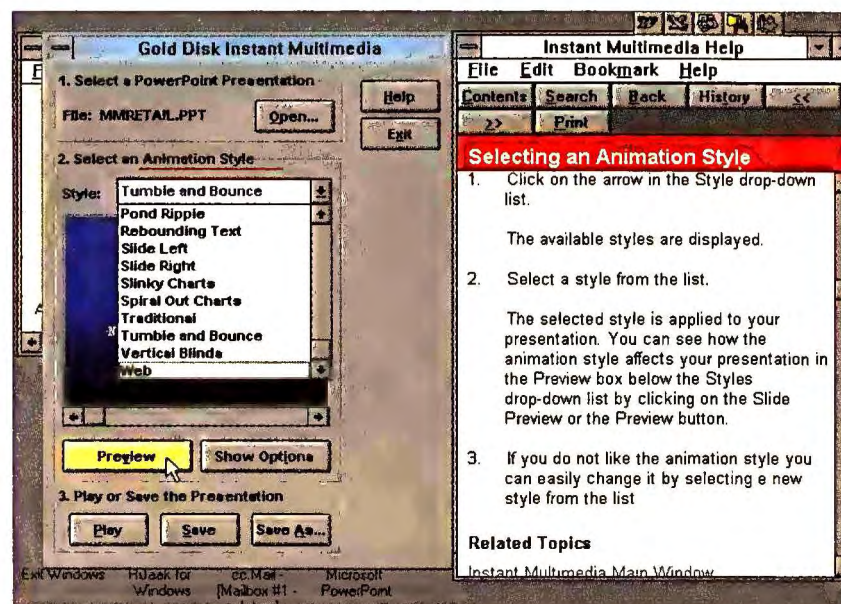 Gold Disk Instant Multimedia
1. Select a PowerPoint Presentation
File: MMRETAIL.PPT
Open...
Help
Exit
2. Select an Animation Style
Style:
Tumble and Bounce
Pond Ripple
Rebounding Text
Slide Left
Slide Right
Slinky Charts
Spiral Out Charts
Traditional
Tumble and Bounce
Vertical Blinds
Web
Preview
Show Options
3. Play or Save the Presentation
Play
Save
Save As...
Exit Windows
HiJaak for
Windows
cc:Mail -
[Mailbox #1 -
Microsoft
PowerPoint
Instant Multimedia Help
File Edit Bookmark Help
Contents Search Back History <<
>> Print
Selecting an Animation Style
1. Click on the arrow in the Style drop-down
list.
The available styles are displayed.
2. Select a style from the list.
The selected style is applied to your
presentation. You can see how the
animation style affects your presentation in
the Preview box below the Styles
drop-down list by clicking on the Slide
Preview or the Preview button.
3. If you do not like the animation style you
can easily change it by selecting e new
style from the list
Related Topics
Instant Multimedia Main Window